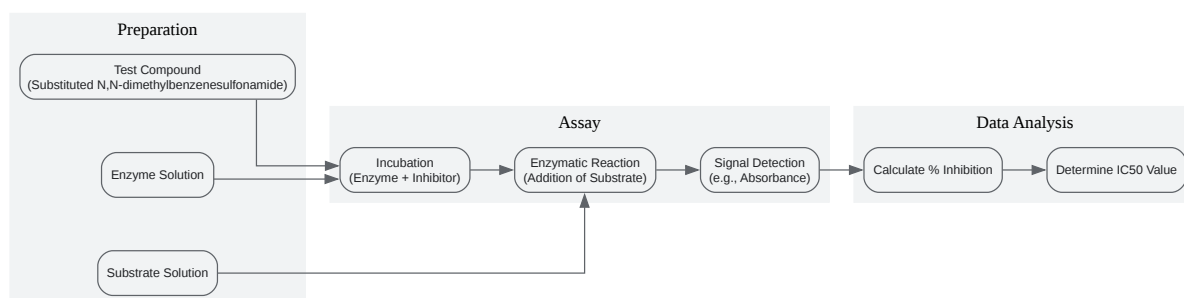 Preparation
Test Compound
(Substituted N,N-dimethylbenzenesulfonamide)
Enzyme Solution
Substrate Solution
Assay
Incubation
(Enzyme + Inhibitor)
Enzymatic Reaction
(Addition of Substrate)
Signal Detection
(e.g., Absorbance)
Data Analysis
Calculate % Inhibition
Determine IC50 Value